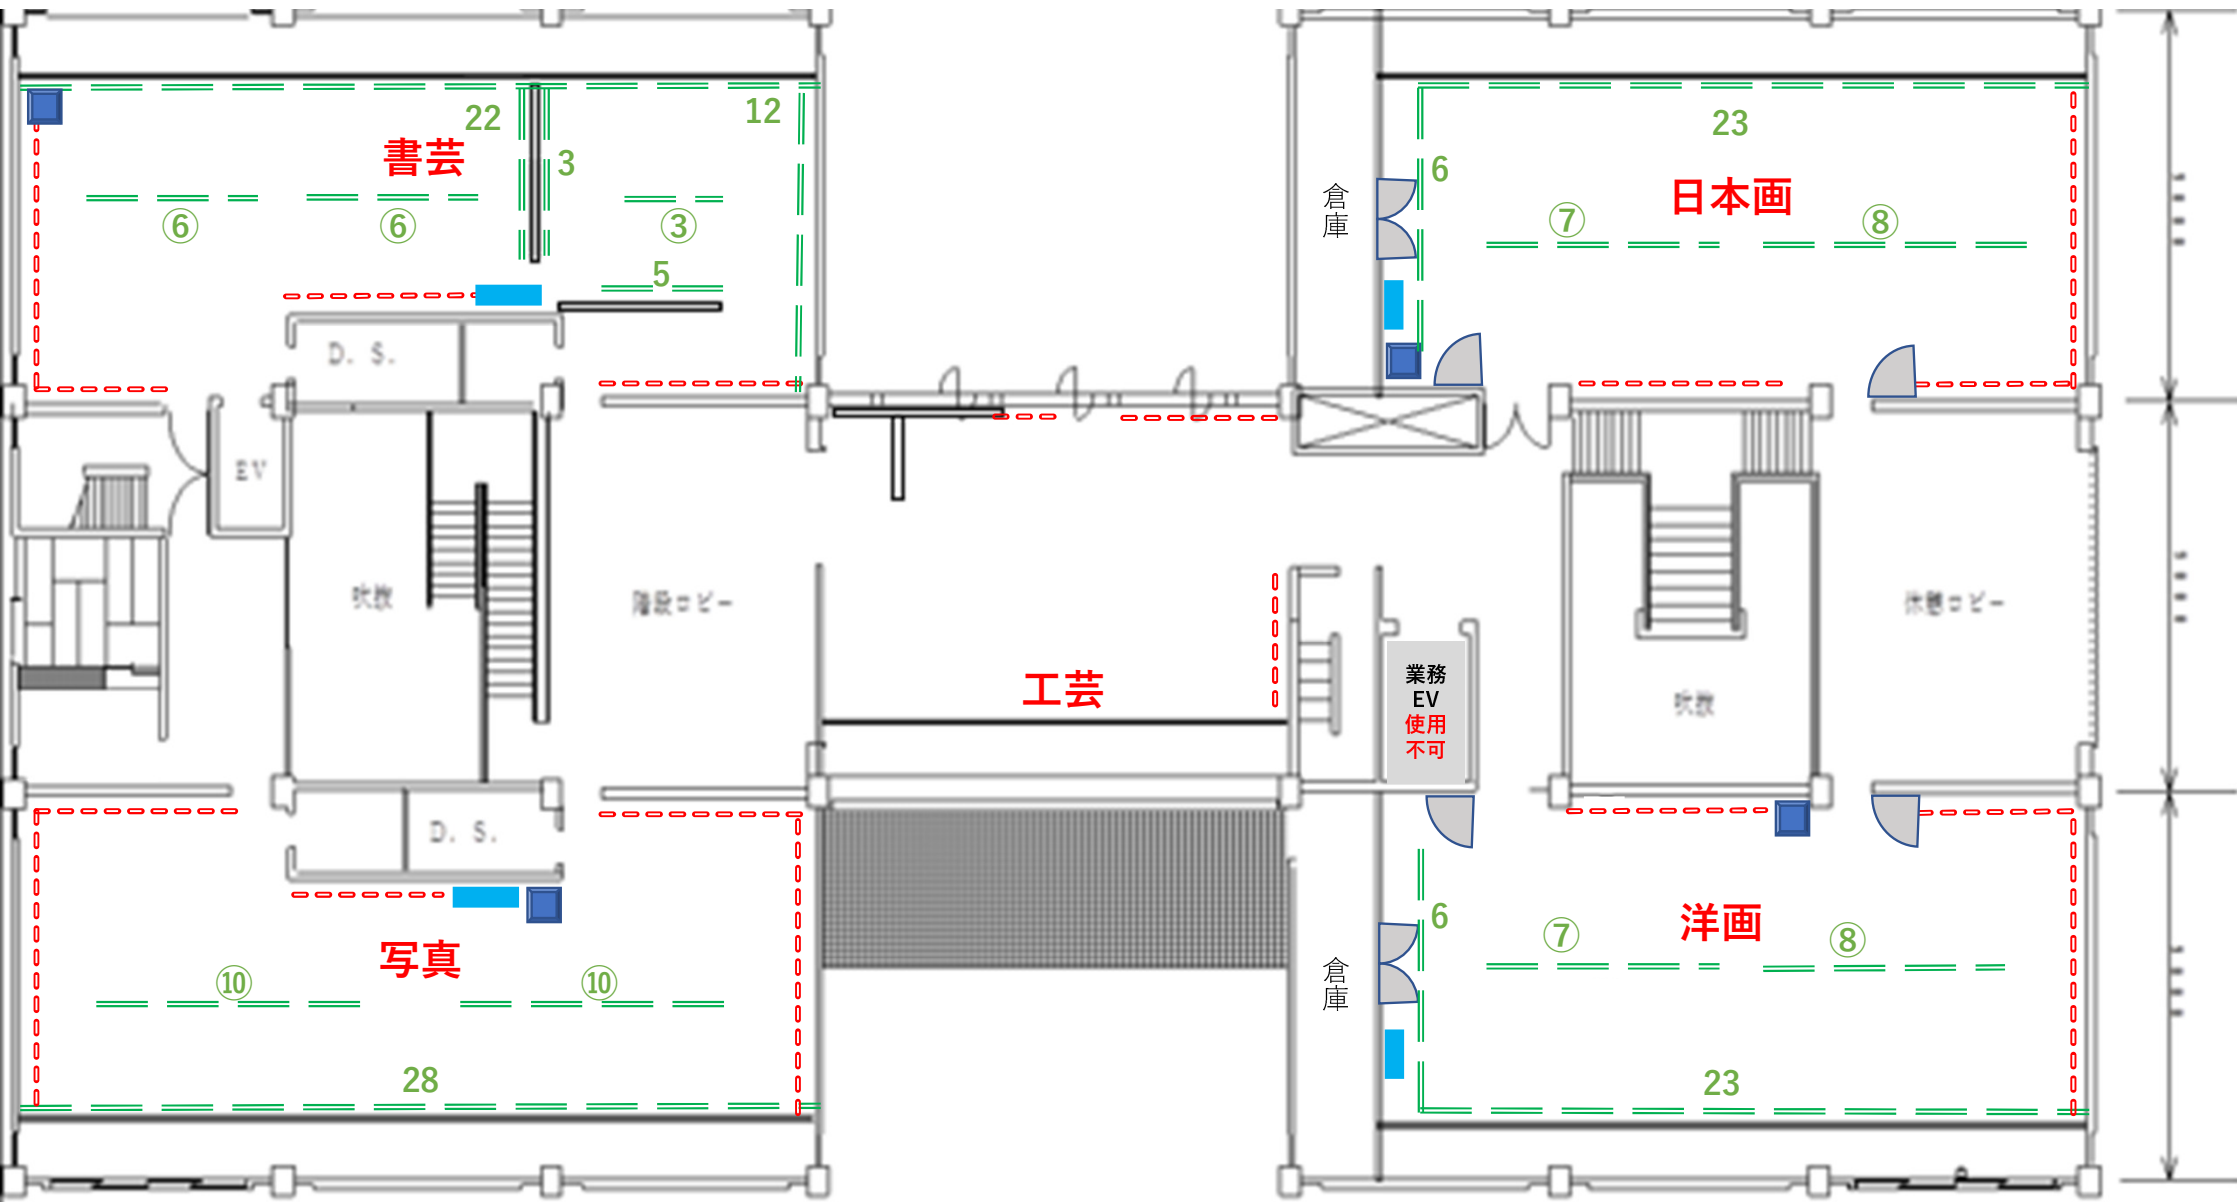 22
12
書芸
3
⑥
⑥
③
5
23
6
日本画
⑦
⑧
倉
庫
D. S.
EV
吹抜
階段ロビー
工芸
業務
EV
使用
不可
休憩ロビー
吹抜
D. S.
写真
⑩
⑩
28
6
洋画
⑦
⑧
倉
庫
23